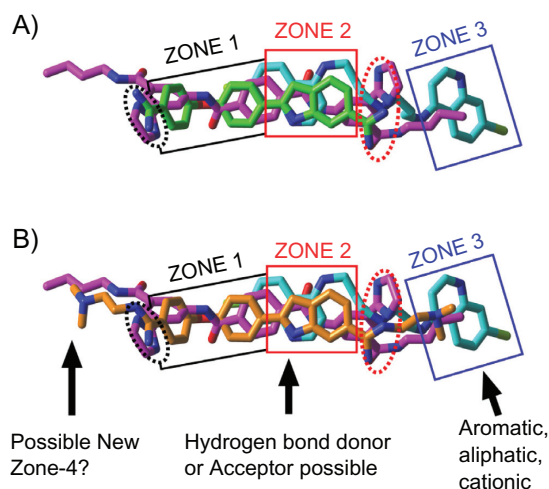 A)
ZONE 1
ZONE 2
ZONE 3
B)
ZONE 1
ZONE 2
ZONE 3
Possible New
Zone-4?
Hydrogen bond donor
or Acceptor possible
Aromatic,
aliphatic,
cationic